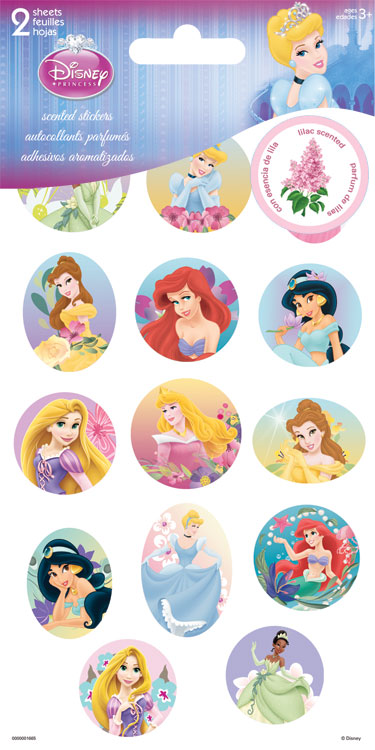 2 sheets
feuilles
hojas
Disney
PRINCESS
scented stickers
autocollants parfumés
adhesivos aromatizados
ages
edades 3+
lilac scented
parfum de lilas
con esencia de lila
0000001665
© Disney